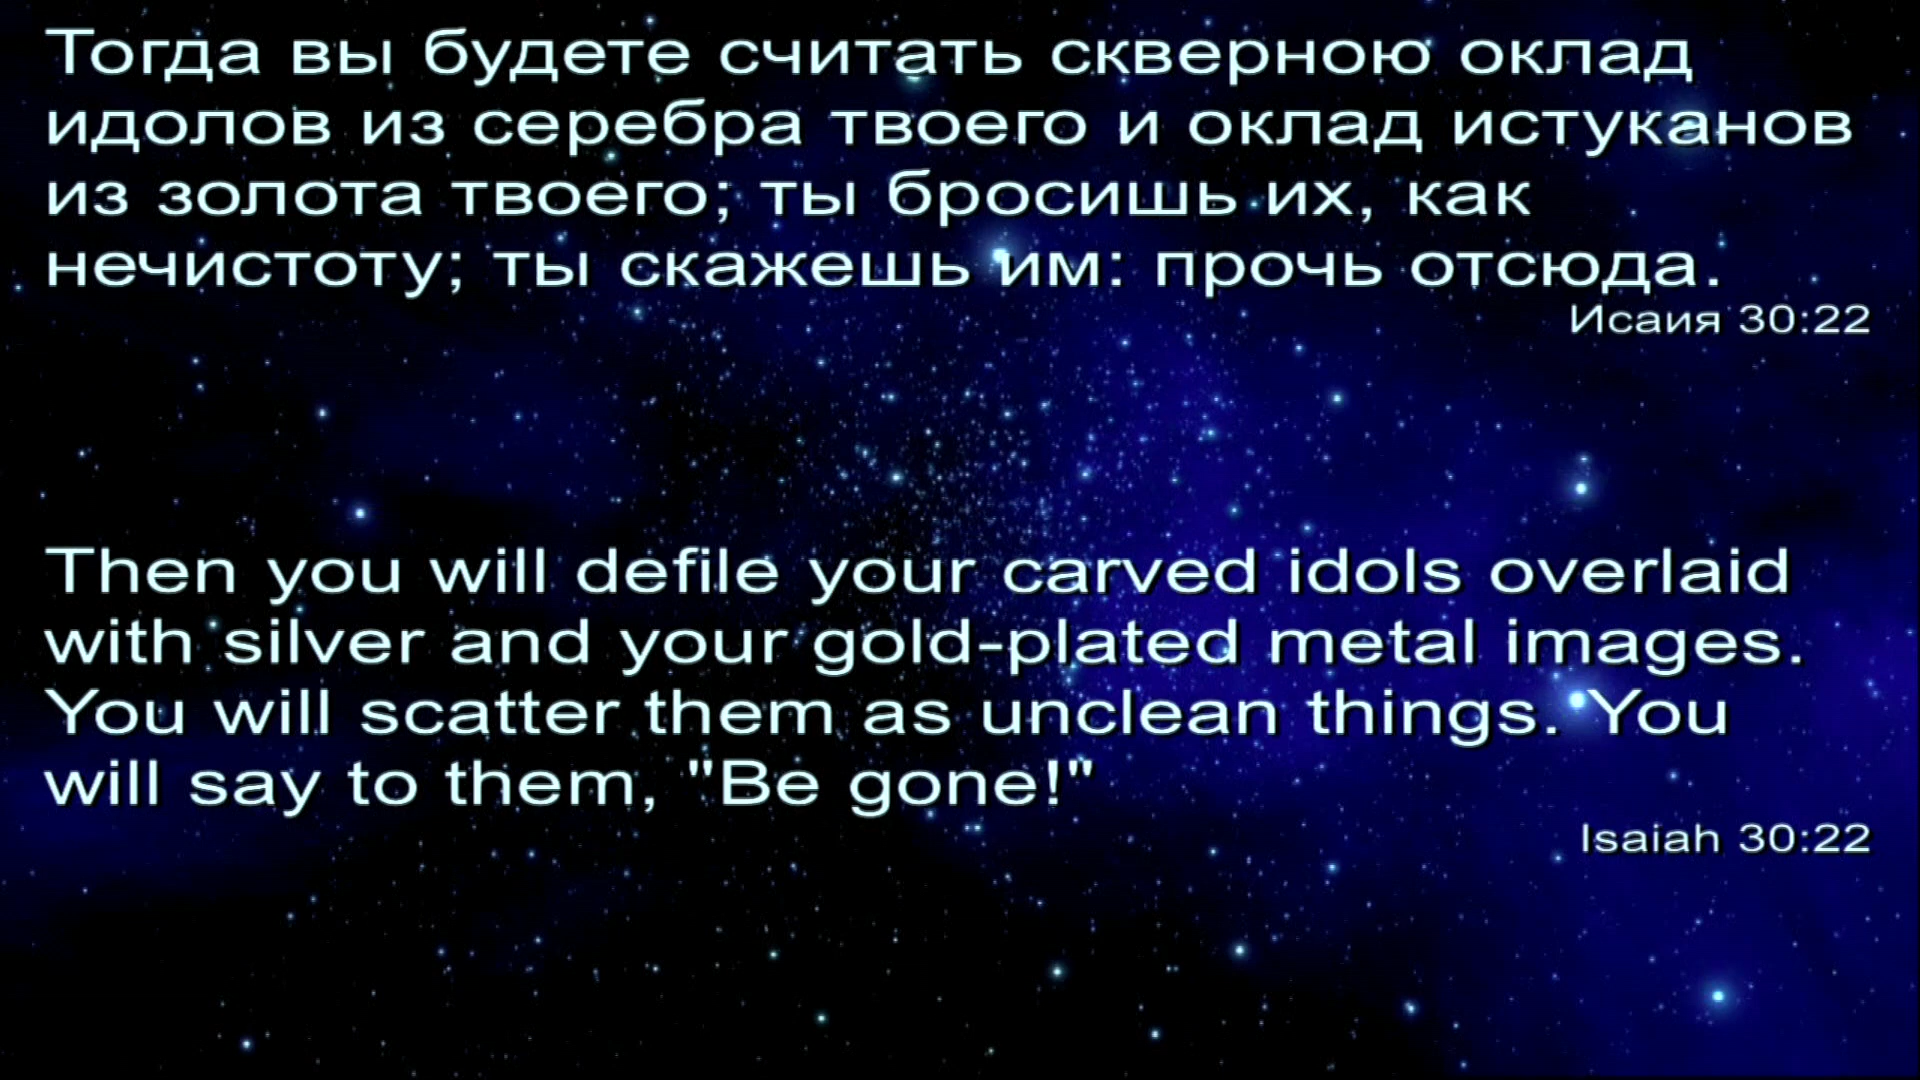 Тогда вы будете считать скверною оклад
идолов из серебра твоего и оклад истуканов
из золота твоего; ты бросишь их, как
нечистоту; ты скажешь им: прочь отсюда.
Исаия 30:22
Then you will defile your carved idols overlaid
with silver and your gold-plated metal images.
You will scatter them as unclean things. You
will say to them, "Be gone!"
Isaiah 30:22